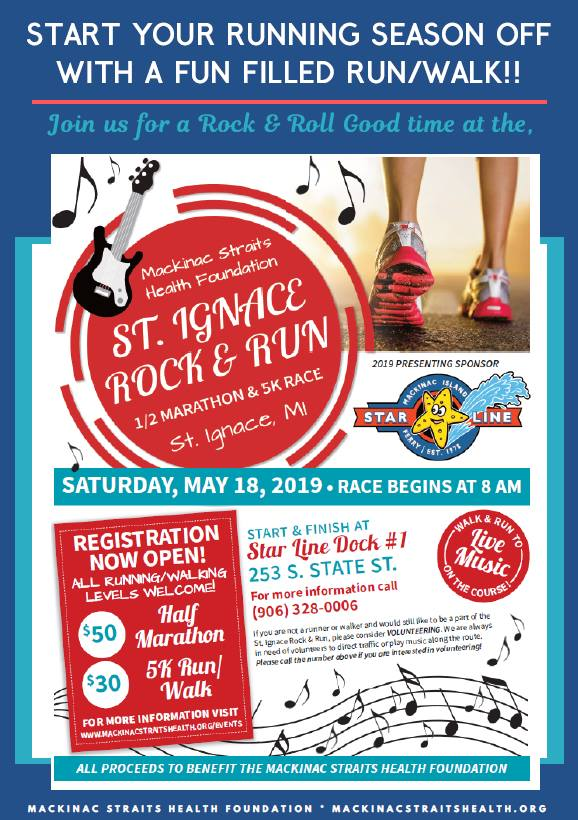 START YOUR RUNNING SEASON OFF
WITH A FUN FILLED RUN/WALK!!
Join us for a Rock & Roll Good time at the,
Mackinac Straits
Health Foundation
ST. IGNACE
ROCK & RUN
1/2 MARATHON & 5K RACE
St. Ignace, MI
2019 PRESENTING SPONSOR
MACKINAC ISLAND
STAR LINE
FERRY | EST. 1978
SATURDAY, MAY 18, 2019 • RACE BEGINS AT 8 AM
REGISTRATION
NOW OPEN!
ALL RUNNING/WALKING
LEVELS WELCOME!
$50 Half
Marathon
$30 5K Run/
Walk
FOR MORE INFORMATION VISIT
WWW.MACKINACSTRAITSHEALTH.ORG/EVENTS
START & FINISH AT
Star Line Dock #1
253 S. STATE ST.
For more information call
(906) 328-0006
WALK & RUN TO
Live
Music
ON THE COURSE!
If you are not a runner or walker and would still like to be a part of the
St. Ignace Rock & Run, please consider VOLUNTEERING. We are always
in need of volunteers to direct traffic or play music along the route.
Please call the number above if you are interested in volunteering!
ALL PROCEEDS TO BENEFIT THE MACKINAC STRAITS HEALTH FOUNDATION
MACKINAC STRAITS HEALTH FOUNDATION * MACKINACSTRAITSHEALTH.ORG